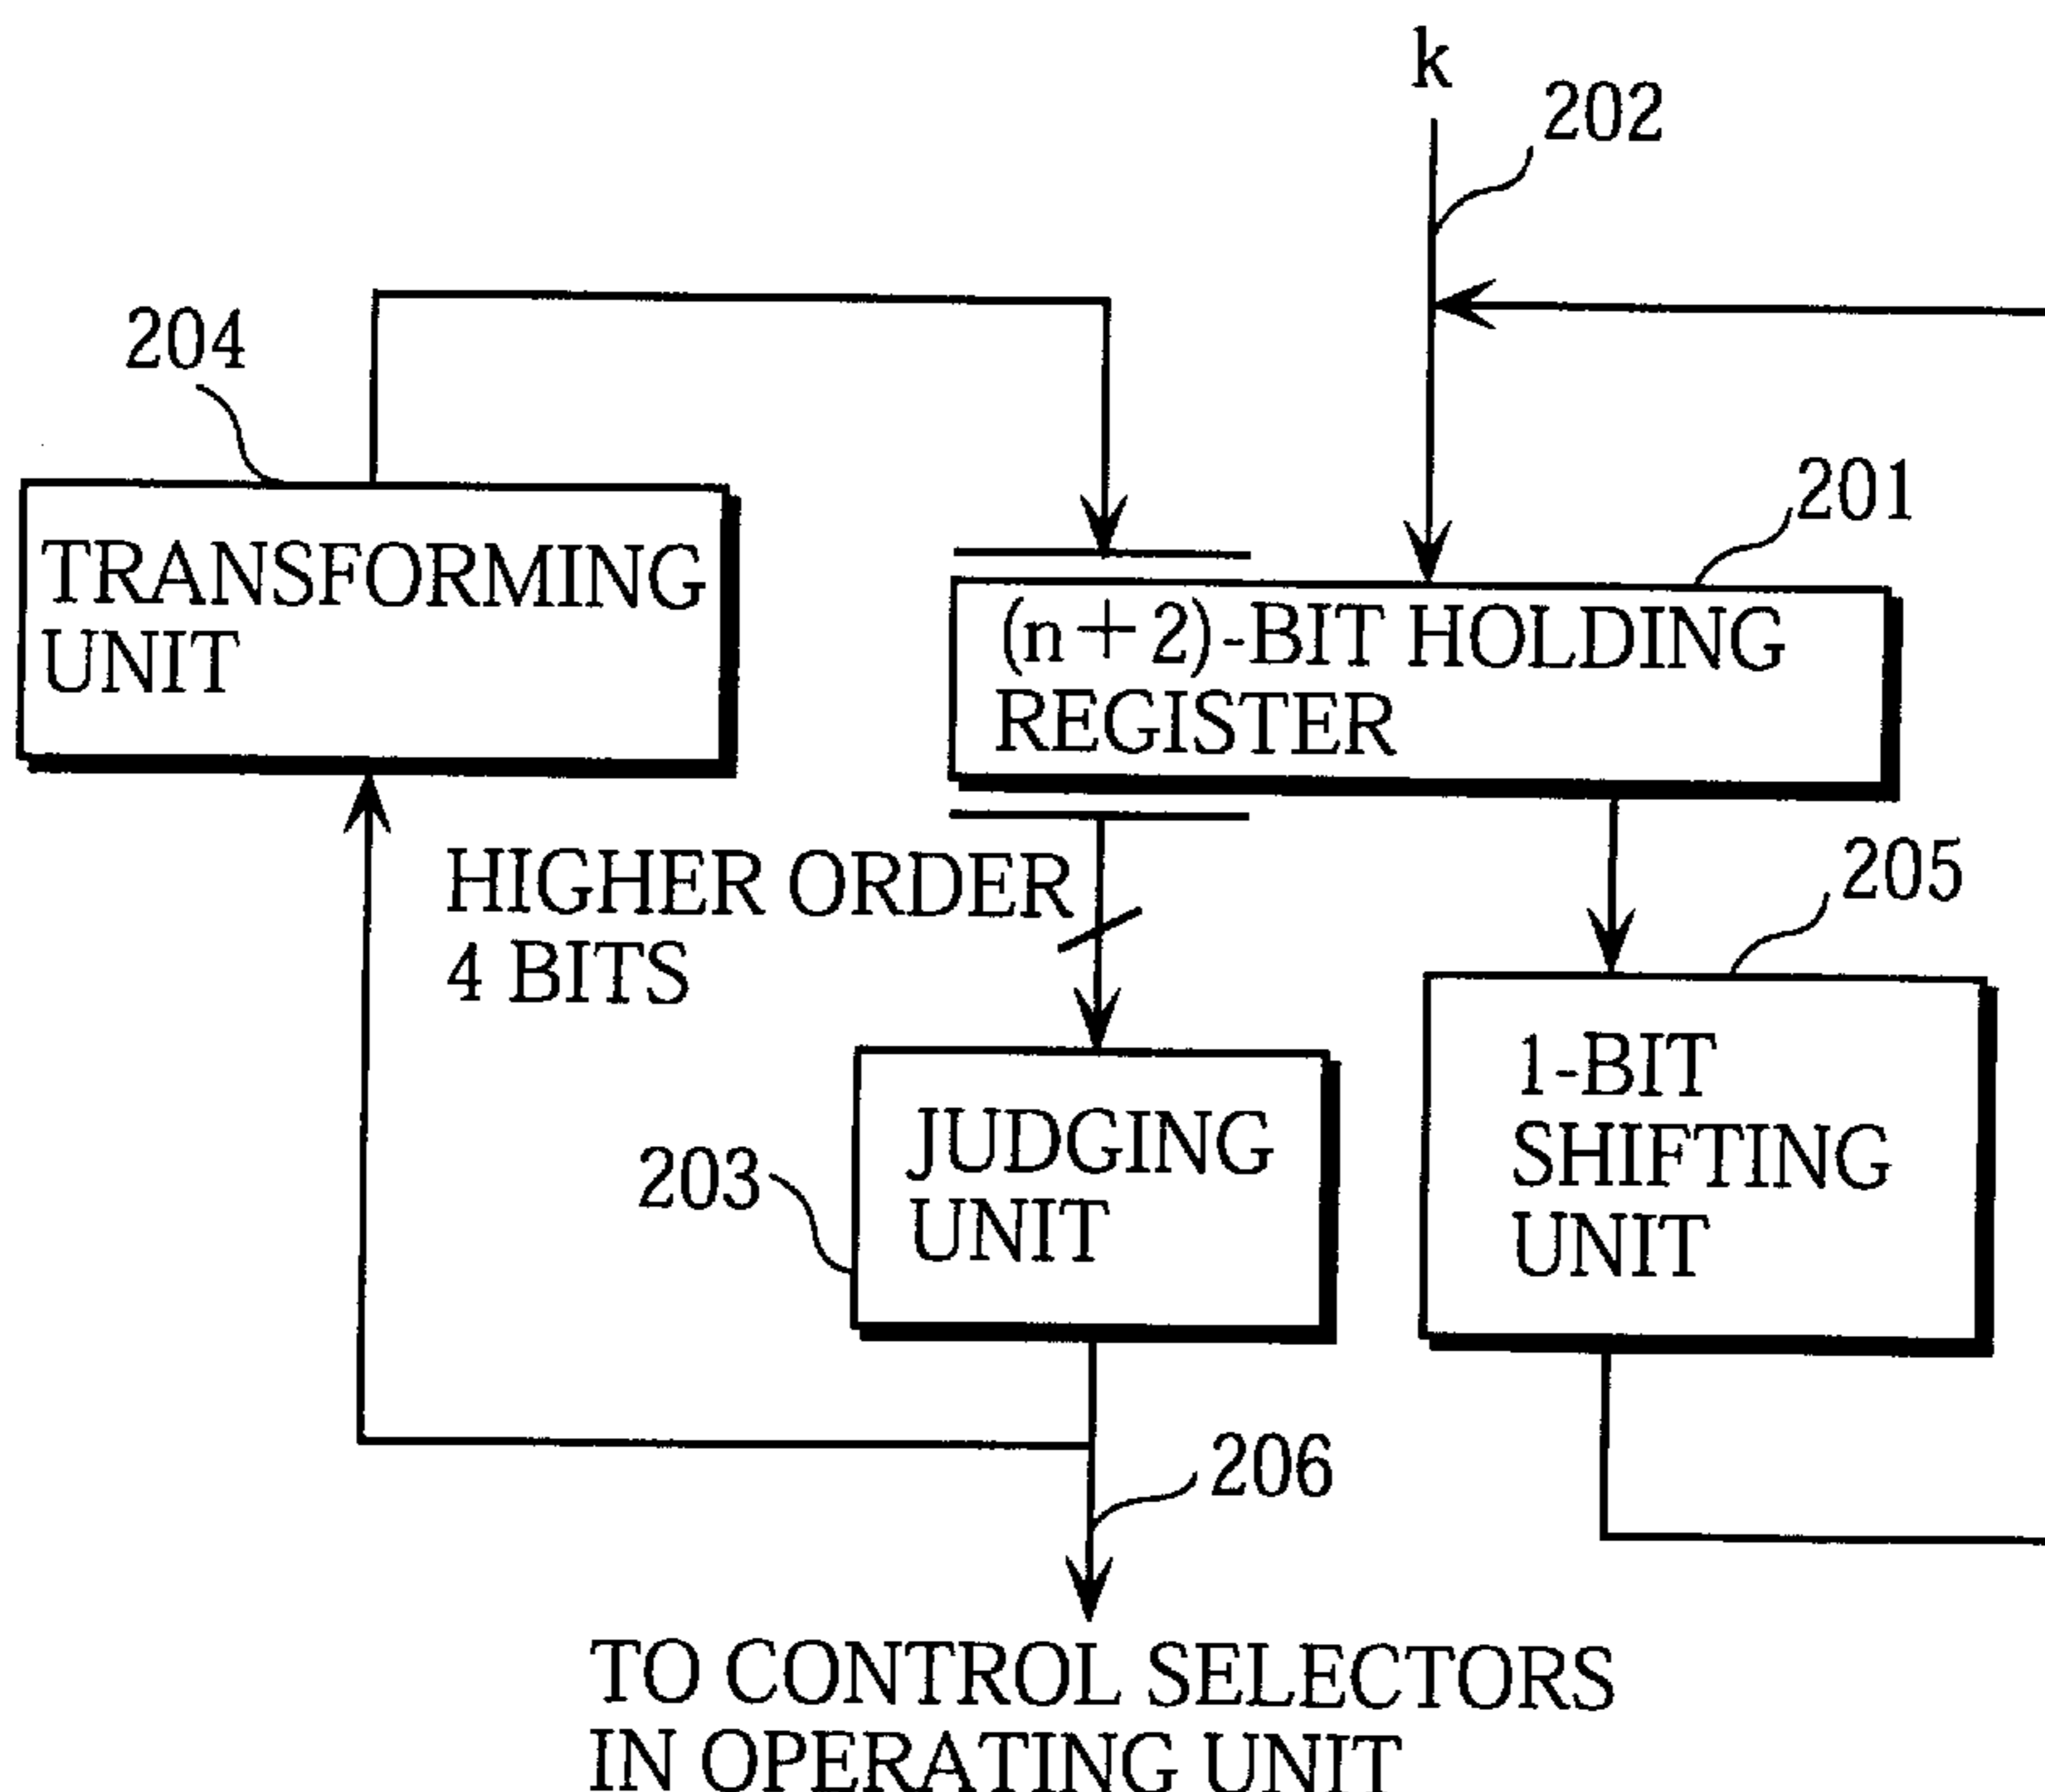 k
202
204
201
TRANSFORMING
UNIT
(n+2)-BIT HOLDING
REGISTER
HIGHER ORDER
4 BITS
205
1-BIT
SHIFTING
UNIT
JUDGING
UNIT
203
206
TO CONTROL SELECTORS
IN OPERATING UNIT